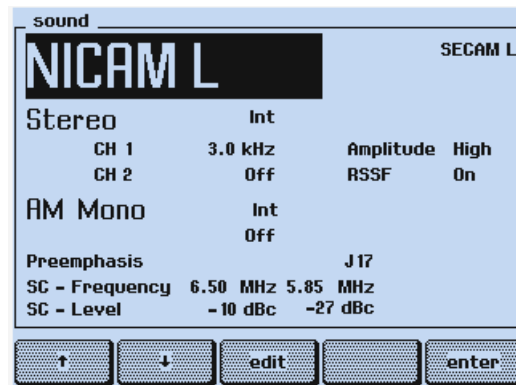 sound
NICAM L SECAM L
Stereo Int
CH 1 3.0 kHz Amplitude High
CH 2 Off RSSF On
AM Mono Int
Off
Preemphasis J17
SC - Frequency 6.50 MHz 5.85 MHz
SC - Level -10 dBc -27 dBc
↑ ↓ edit enter